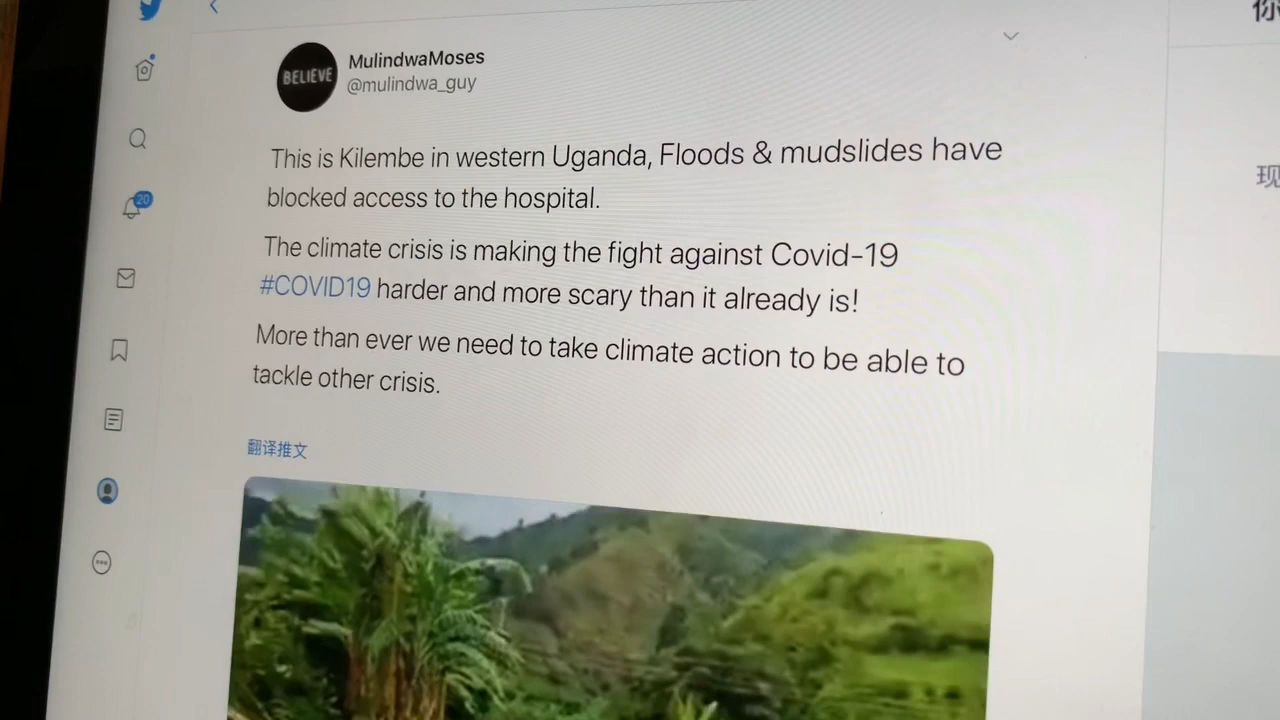 BELIEVE
MulindwaMoses
@mulindwa_guy
This is Kilembe in western Uganda, Floods & mudslides have
blocked access to the hospital.
The climate crisis is making the fight against Covid-19
#COVID19 harder and more scary than it already is!
More than ever we need to take climate action to be able to
tackle other crisis.
翻译推文
20
现